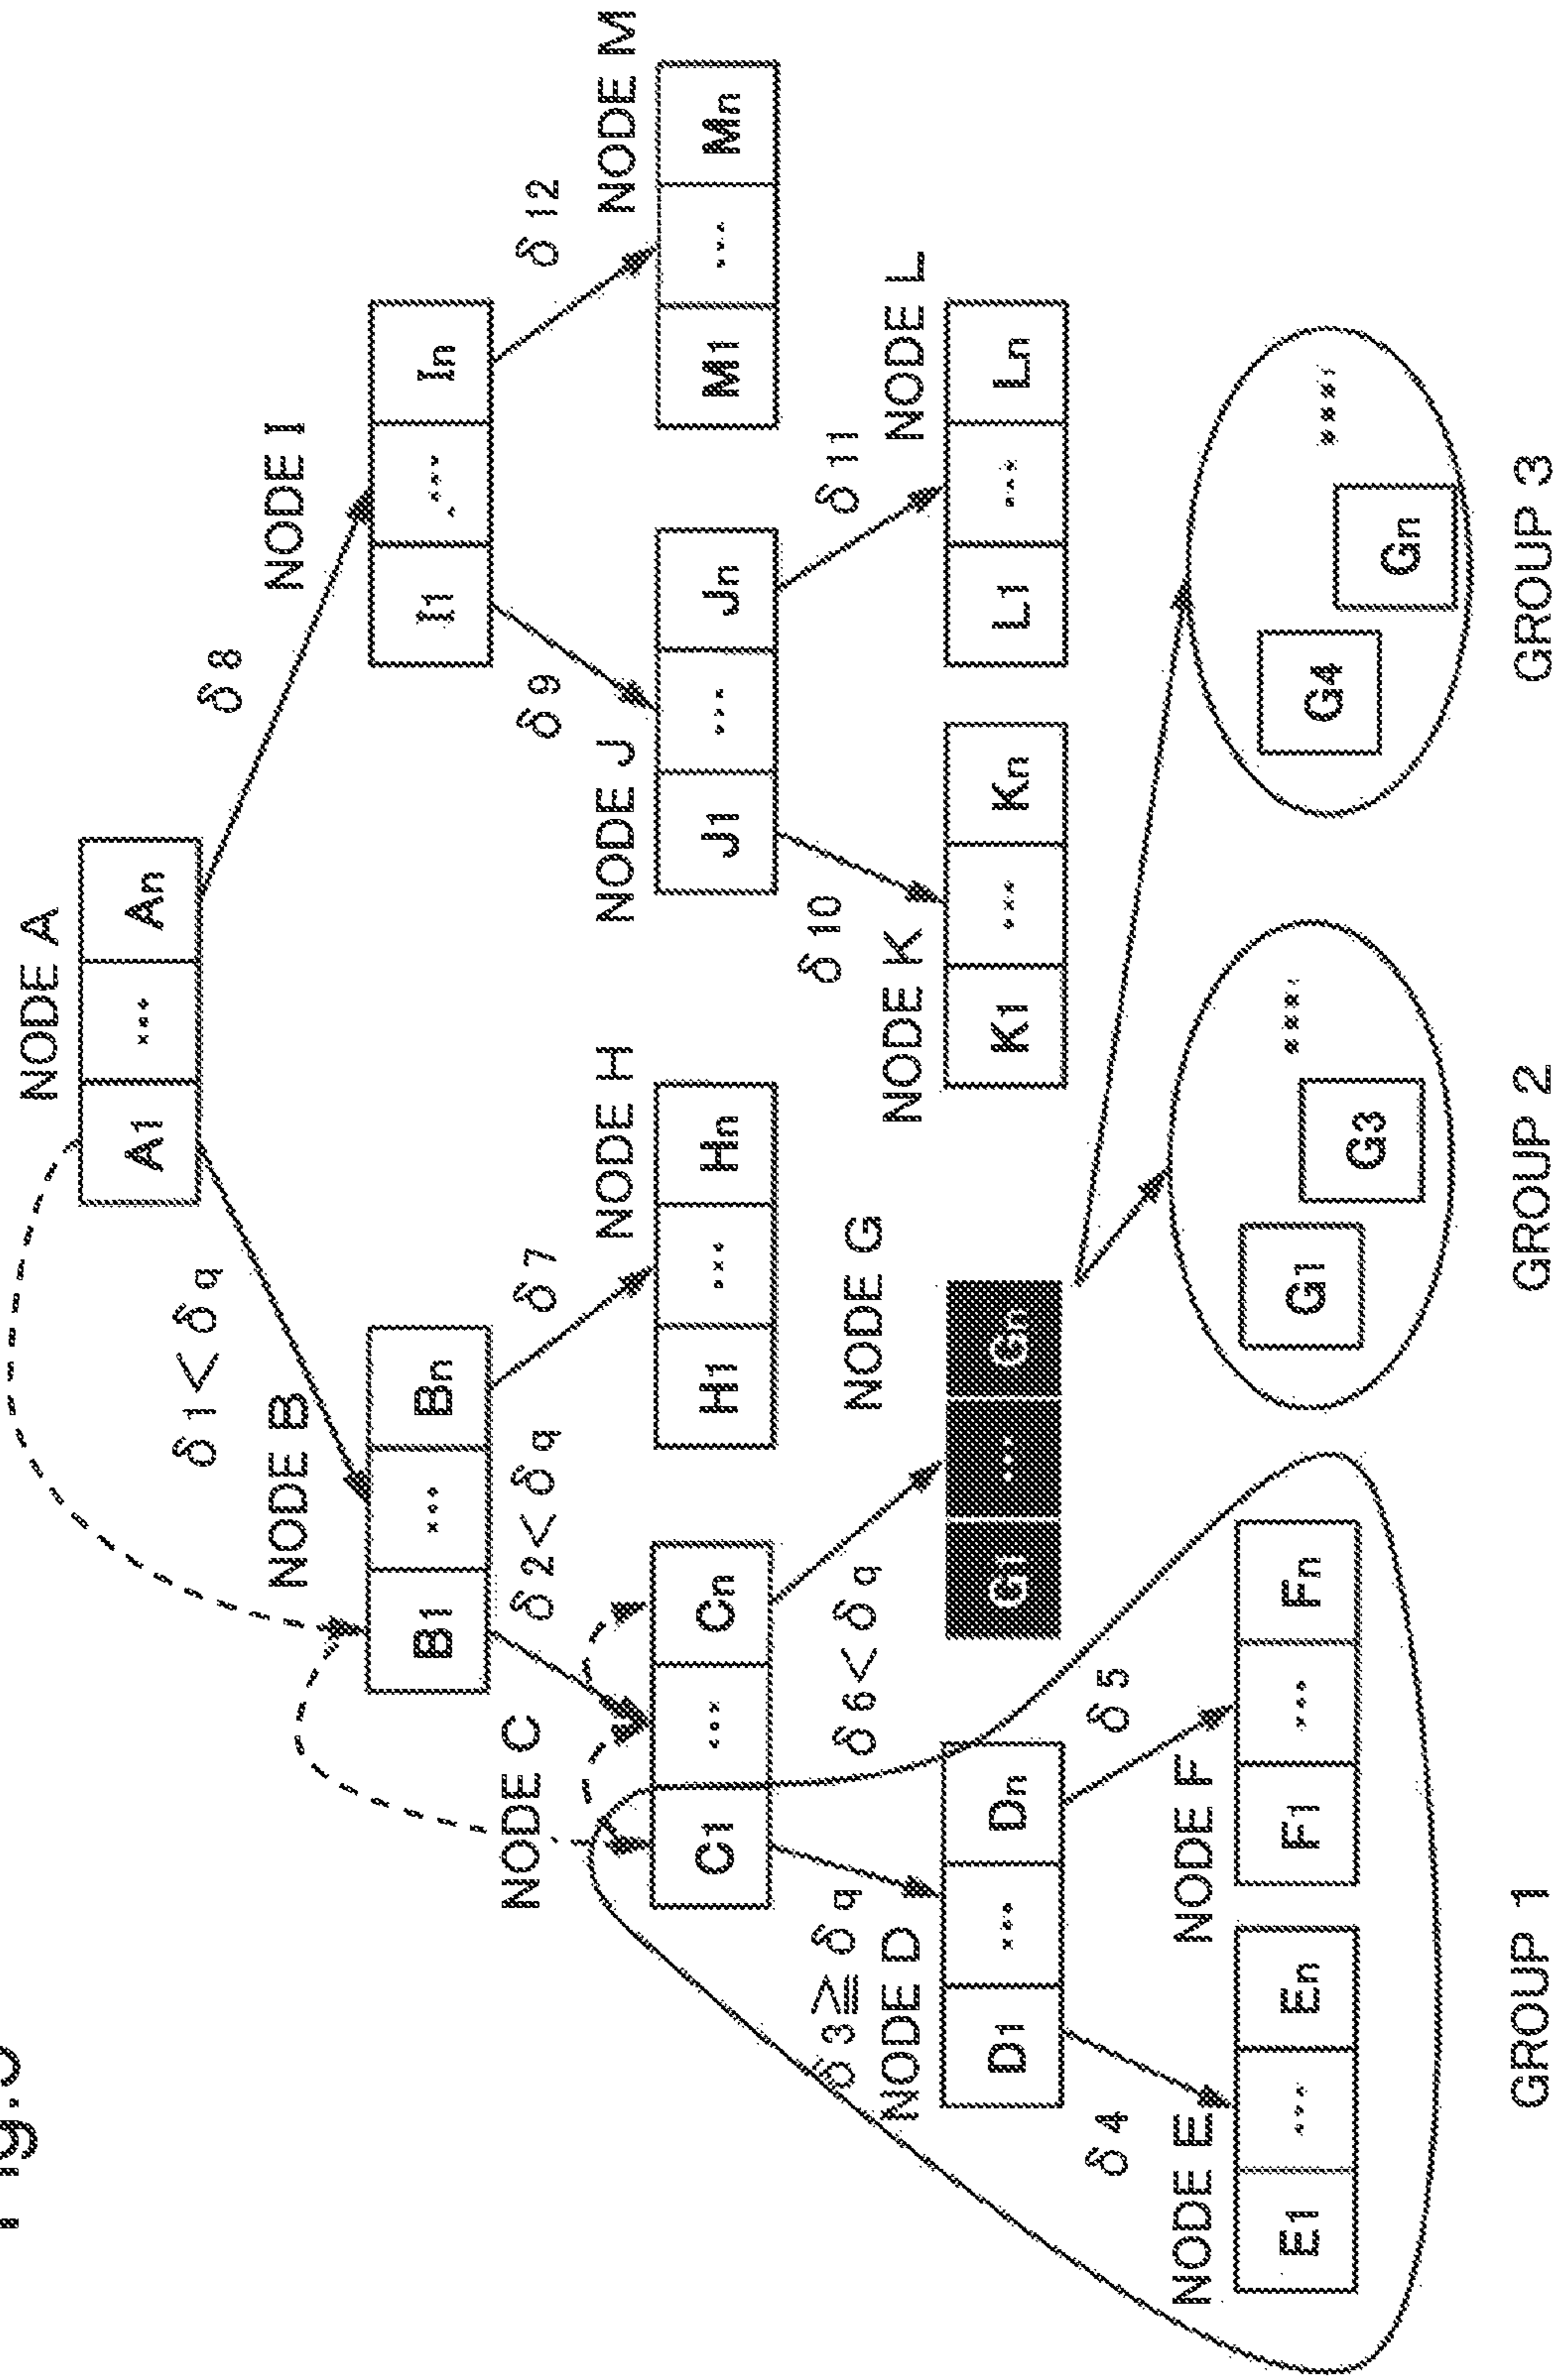 NODE A
A1 ... An
δ1<δq
δ8
NODE B
B1 ... Bn
NODE I
I1 ... In
δ2<δq
δ7
δ9
δ12
NODE C
C1 ... Cn
NODE H
H1 ... Hn
NODE J
J1 ... Jn
NODE M
M1 ... Mn
δ3≧δq
δ6<δq
δ10
δ11
NODE D
D1 ... Dn
NODE G
G1 ... Gn
NODE K
K1 ... Kn
NODE L
L1 ... Ln
δ4
δ5
NODE E
E1 ... En
NODE F
F1 ... Fn
G1 G3 ....
G4 Gn ....
GROUP 1
GROUP 2
GROUP 3